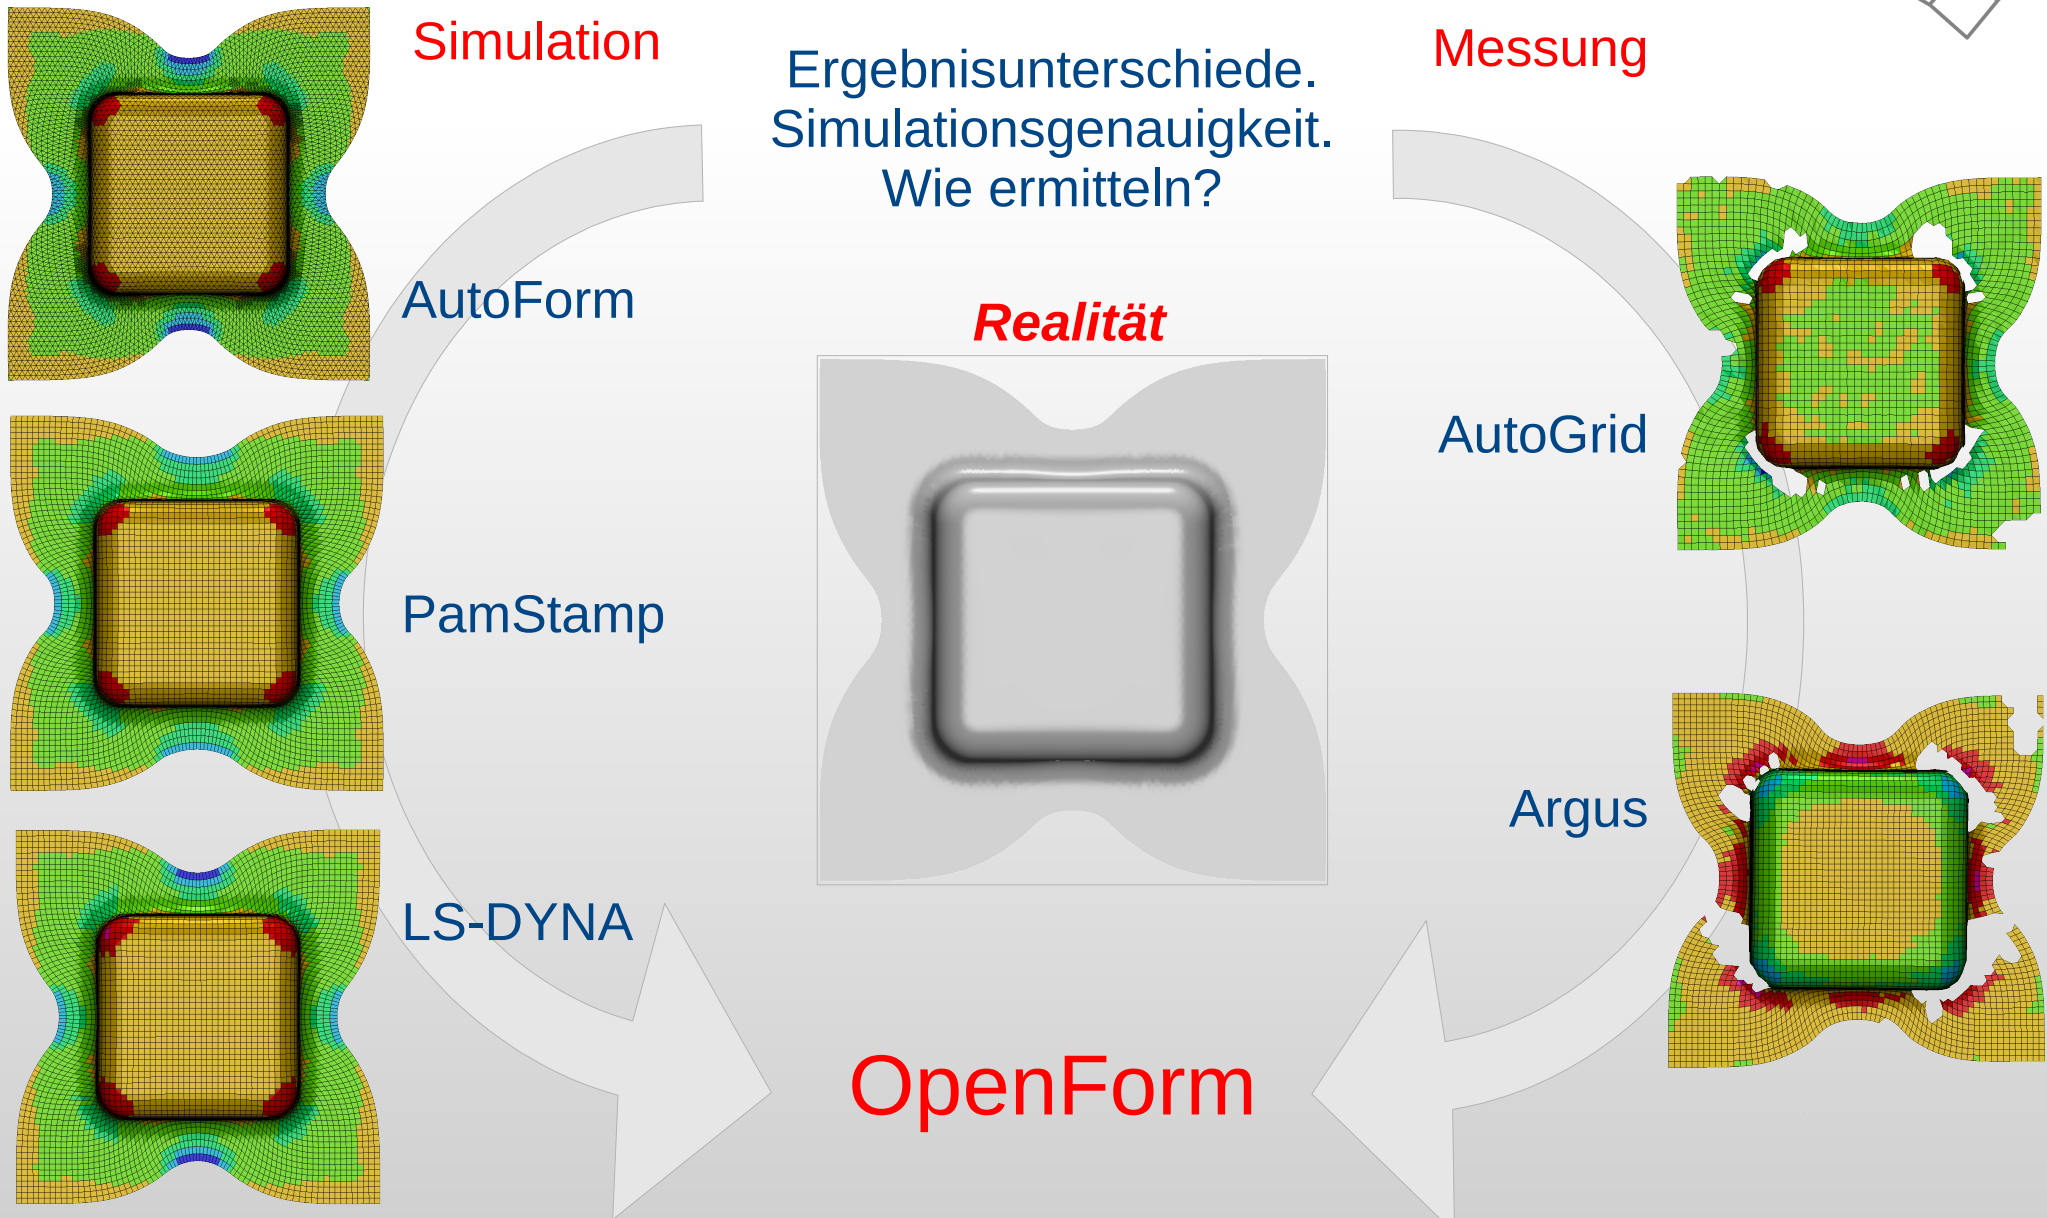 Simulation
Ergebnisunterschiede.
Simulationsgenauigkeit.
Wie ermitteln?
Messung
AutoForm
Realität
AutoGrid
PamStamp
Argus
LS-DYNA
OpenForm